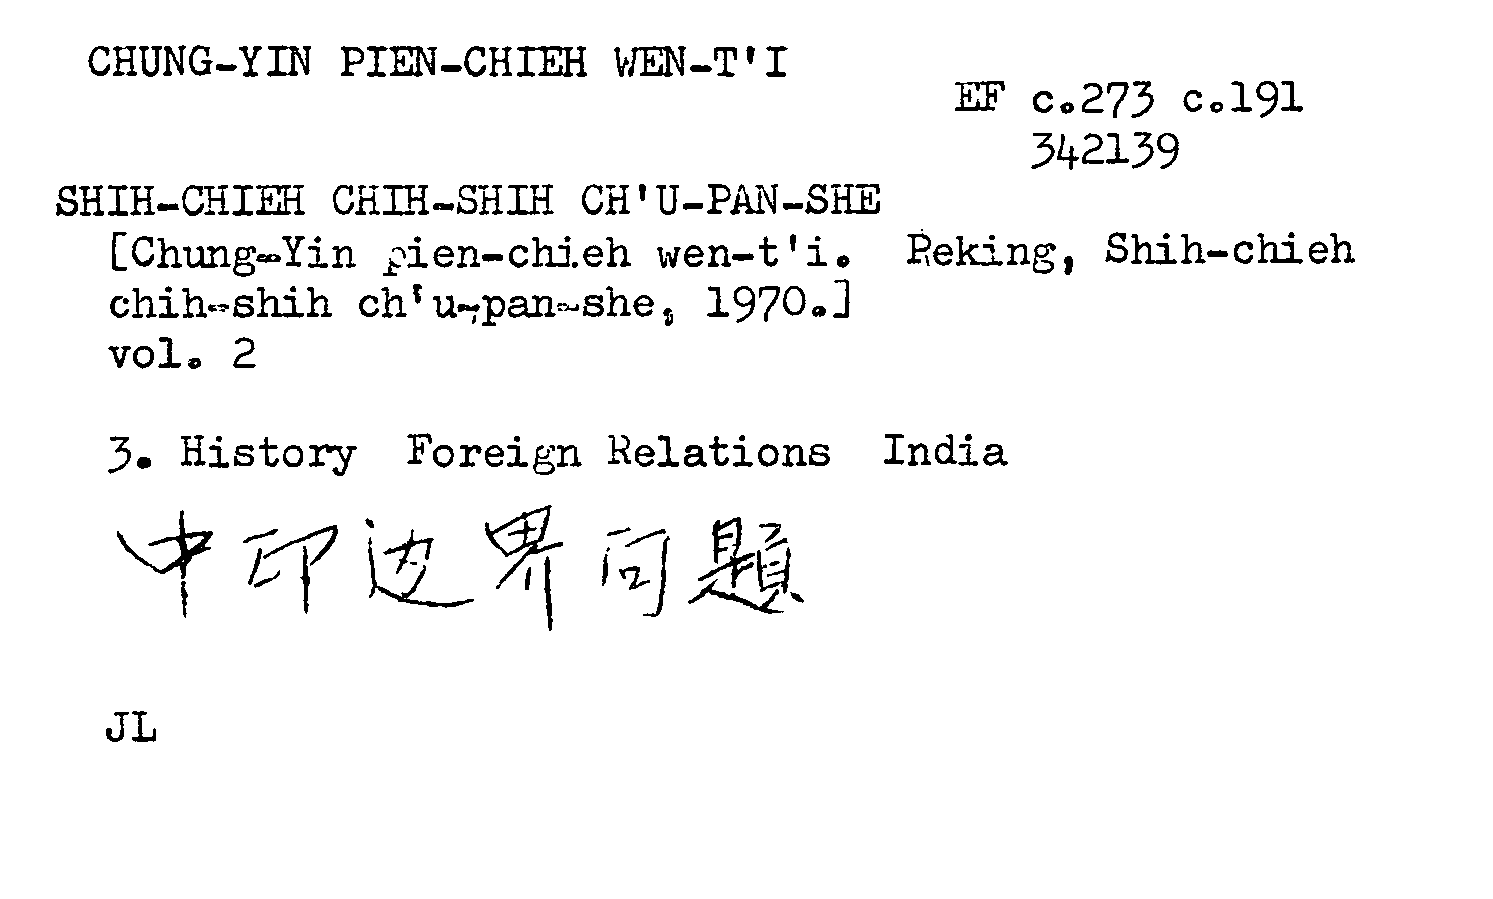 CHUNG-YIN PIEN-CHIEH WEN-T'I
EF c.273 c.191
342139
SHIH-CHIEH CHIH-SHIH CH'U-PAN-SHE
[Chung-Yin pien-chieh wen-t'i. Peking, Shih-chieh
chih-shih ch'u-pan-she, 1970.]
vol. 2
3. History Foreign Relations India
中印边界问題
JL